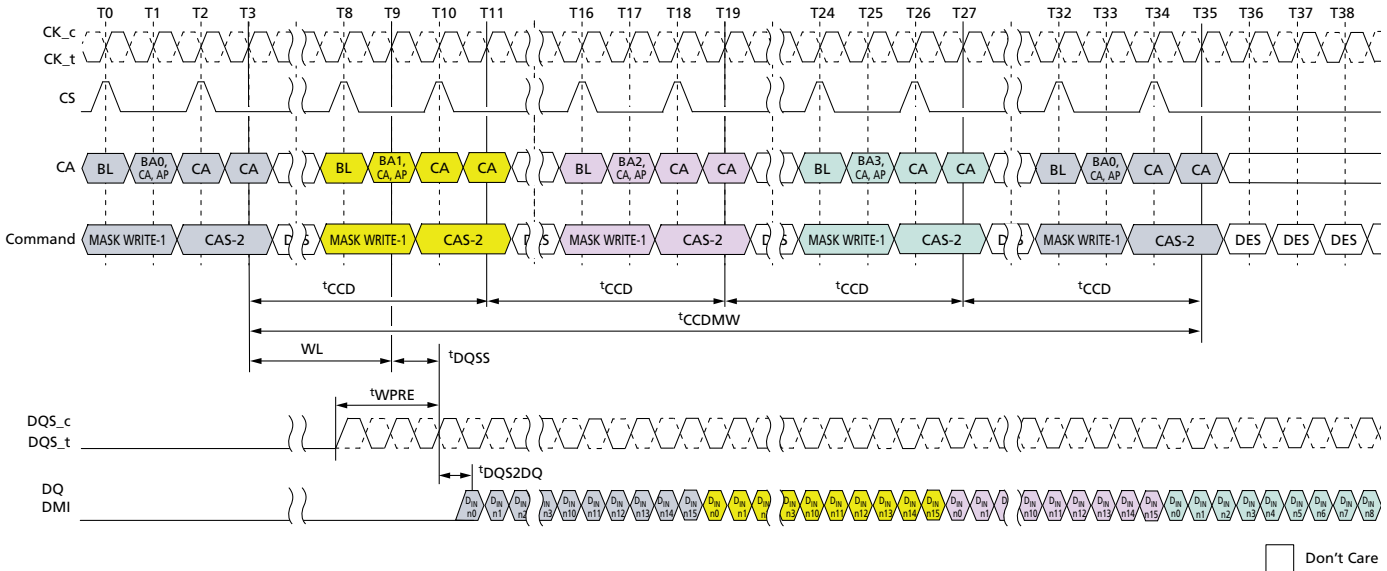 T0 T1 T2 T3 T8 T9 T10 T11 T16 T17 T18 T19 T24 T25 T26 T27 T32 T33 T34 T35 T36 T37 T38
CK_c
CK_t
CS
CA BL BA0, CA, AP CA CA BL BA1, CA, AP CA CA BL BA2, CA, AP CA CA BL BA3, CA, AP CA CA BL BA0, CA, AP CA CA
Command MASK WRITE-1 CAS-2 MASK WRITE-1 CAS-2 MASK WRITE-1 CAS-2 MASK WRITE-1 CAS-2 MASK WRITE-1 CAS-2 DES DES DES
tCCD tCCD tCCD tCCD
tCCDMW
WL tDQSS
tWPRE
DQS_c
DQS_t
tDQS2DQ
DQ
DMI
DIN n0 DIN n1 DIN n2 DIN n3 DIN n10 DIN n11 DIN n12 DIN n13 DIN n14 DIN n15 DIN n0 DIN n1 DIN n3 DIN n10 DIN n11 DIN n12 DIN n13 DIN n14 DIN n15 DIN n0 DIN n1 DIN n10 DIN n11 DIN n12 DIN n13 DIN n14 DIN n15 DIN n0 DIN n1 DIN n2 DIN n3 DIN n4 DIN n5 DIN n6 DIN n7 DIN n8
Don't Care